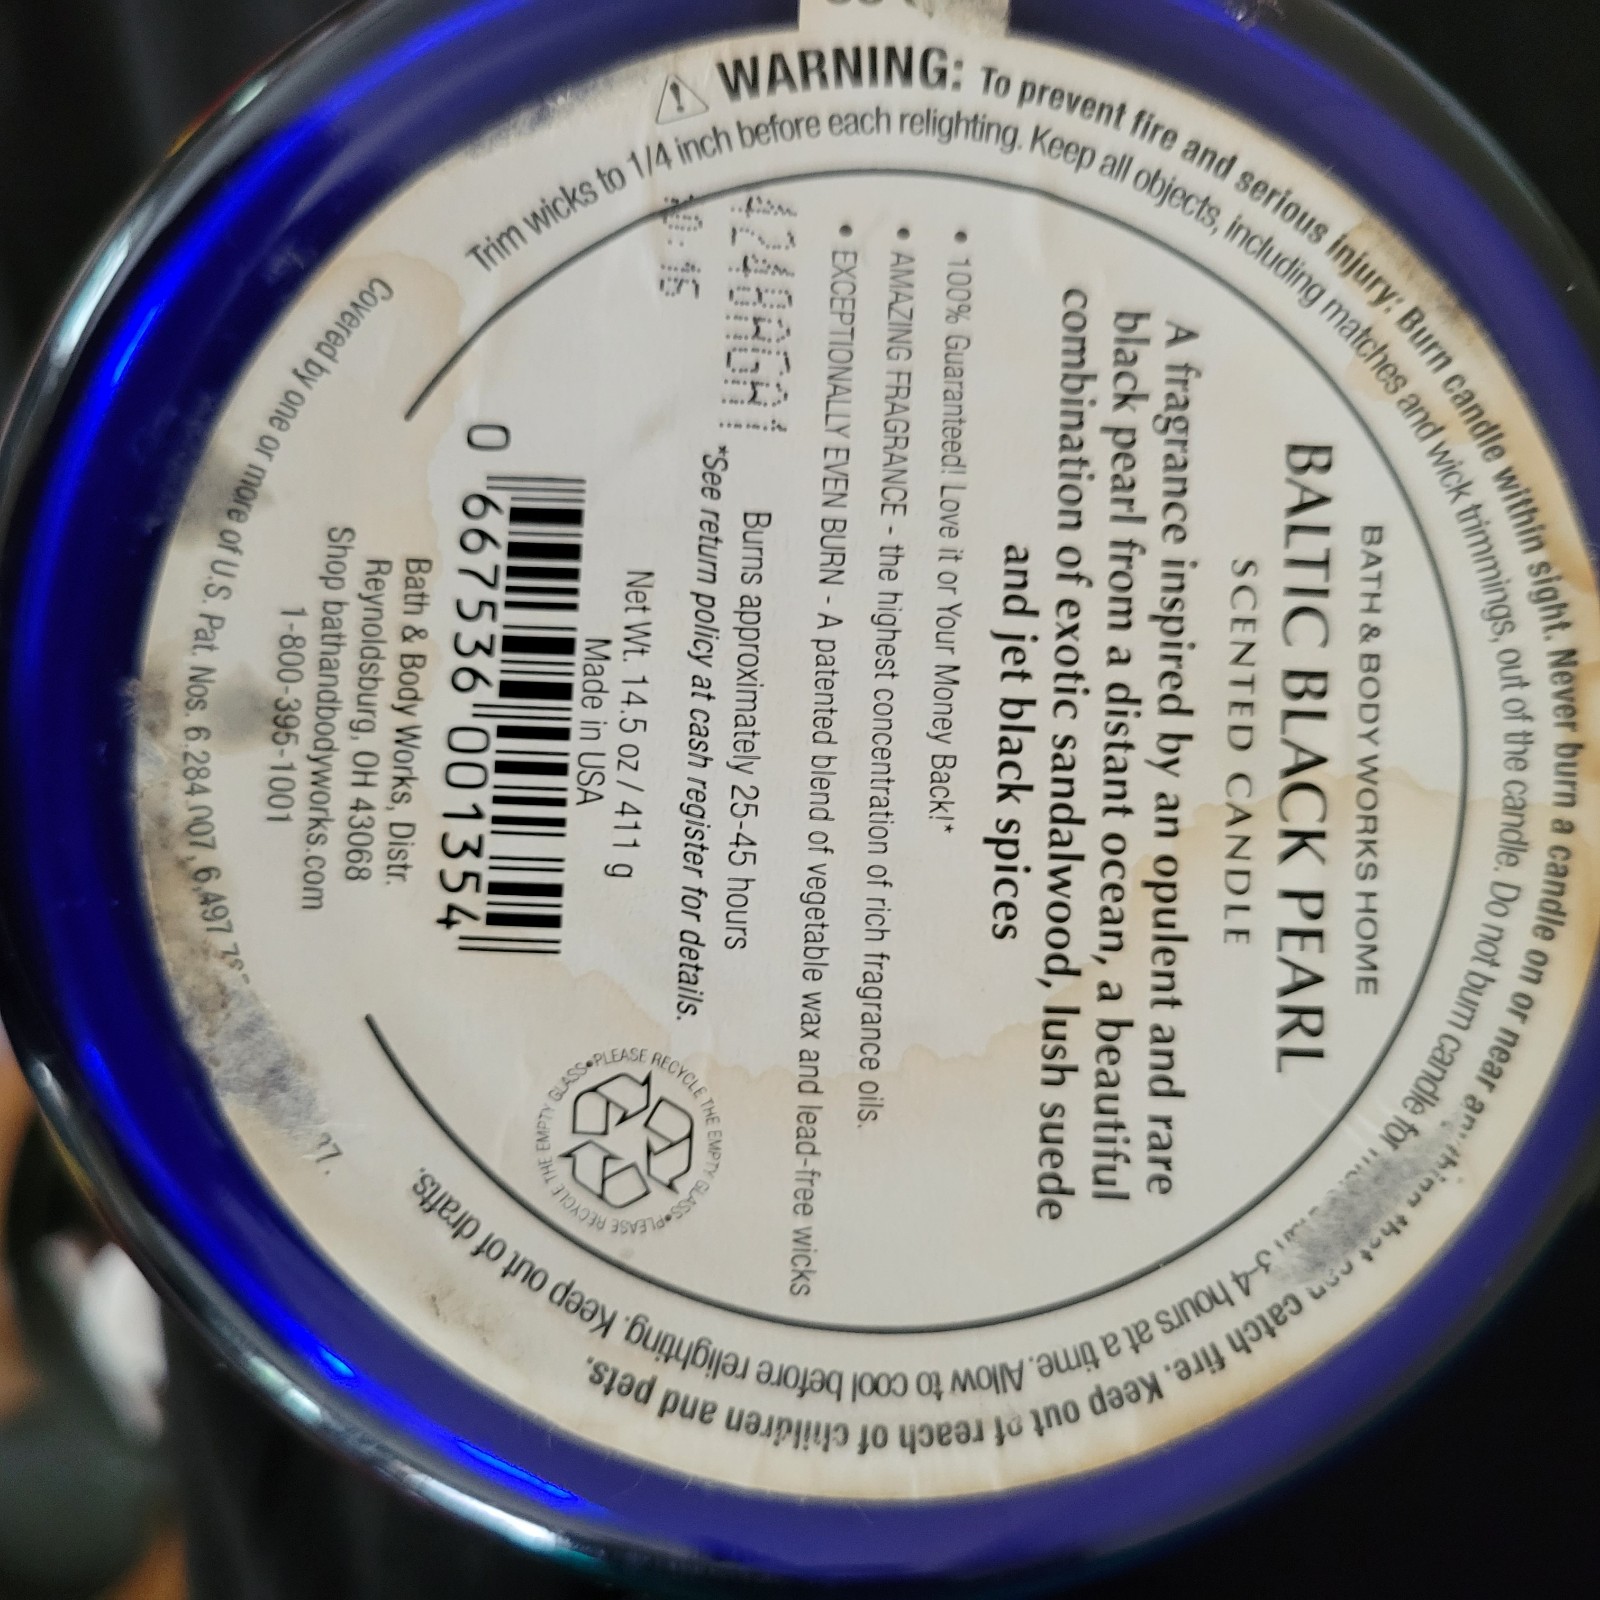 WARNING: To prevent fire and serious injury: Burn candle within sight. Never burn a candle on or near catch fire. Keep out of reach of children and pets.
Trim wicks to 1/4 inch before each relighting. Keep all objects, including matches and wick trimmings, out of the candle. Do not burn candle for 3-4 hours at a time. Allow to cool before relighting. Keep out of drafts.
BATH & BODY WORKS HOME
BALTIC BLACK PEARL
SCENTED CANDLE
A fragrance inspired by an opulent and rare
black pearl from a distant ocean, a beautiful
combination of exotic sandalwood, lush suede
and jet black spices
• 100% Guaranteed! Love it or Your Money Back!*
• AMAZING FRAGRANCE - the highest concentration of rich fragrance oils.
• EXCEPTIONALLY EVEN BURN - A patented blend of vegetable wax and lead-free wicks
Burns approximately 25-45 hours
*See return policy at cash register for details.
Net Wt. 14.5 oz / 411 g
Made in USA
0 667536 001354
PLEASE RECYCLE THE EMPTY GLASS•PLEASE RECYCLE THE EMPTY GLASS•
Bath & Body Works, Distr.
Reynoldsburg, OH 43068
Shop bathandbodyworks.com
1-800-395-1001
Covered by one or more of U.S. Pat. Nos. 6,284,007, 6,497